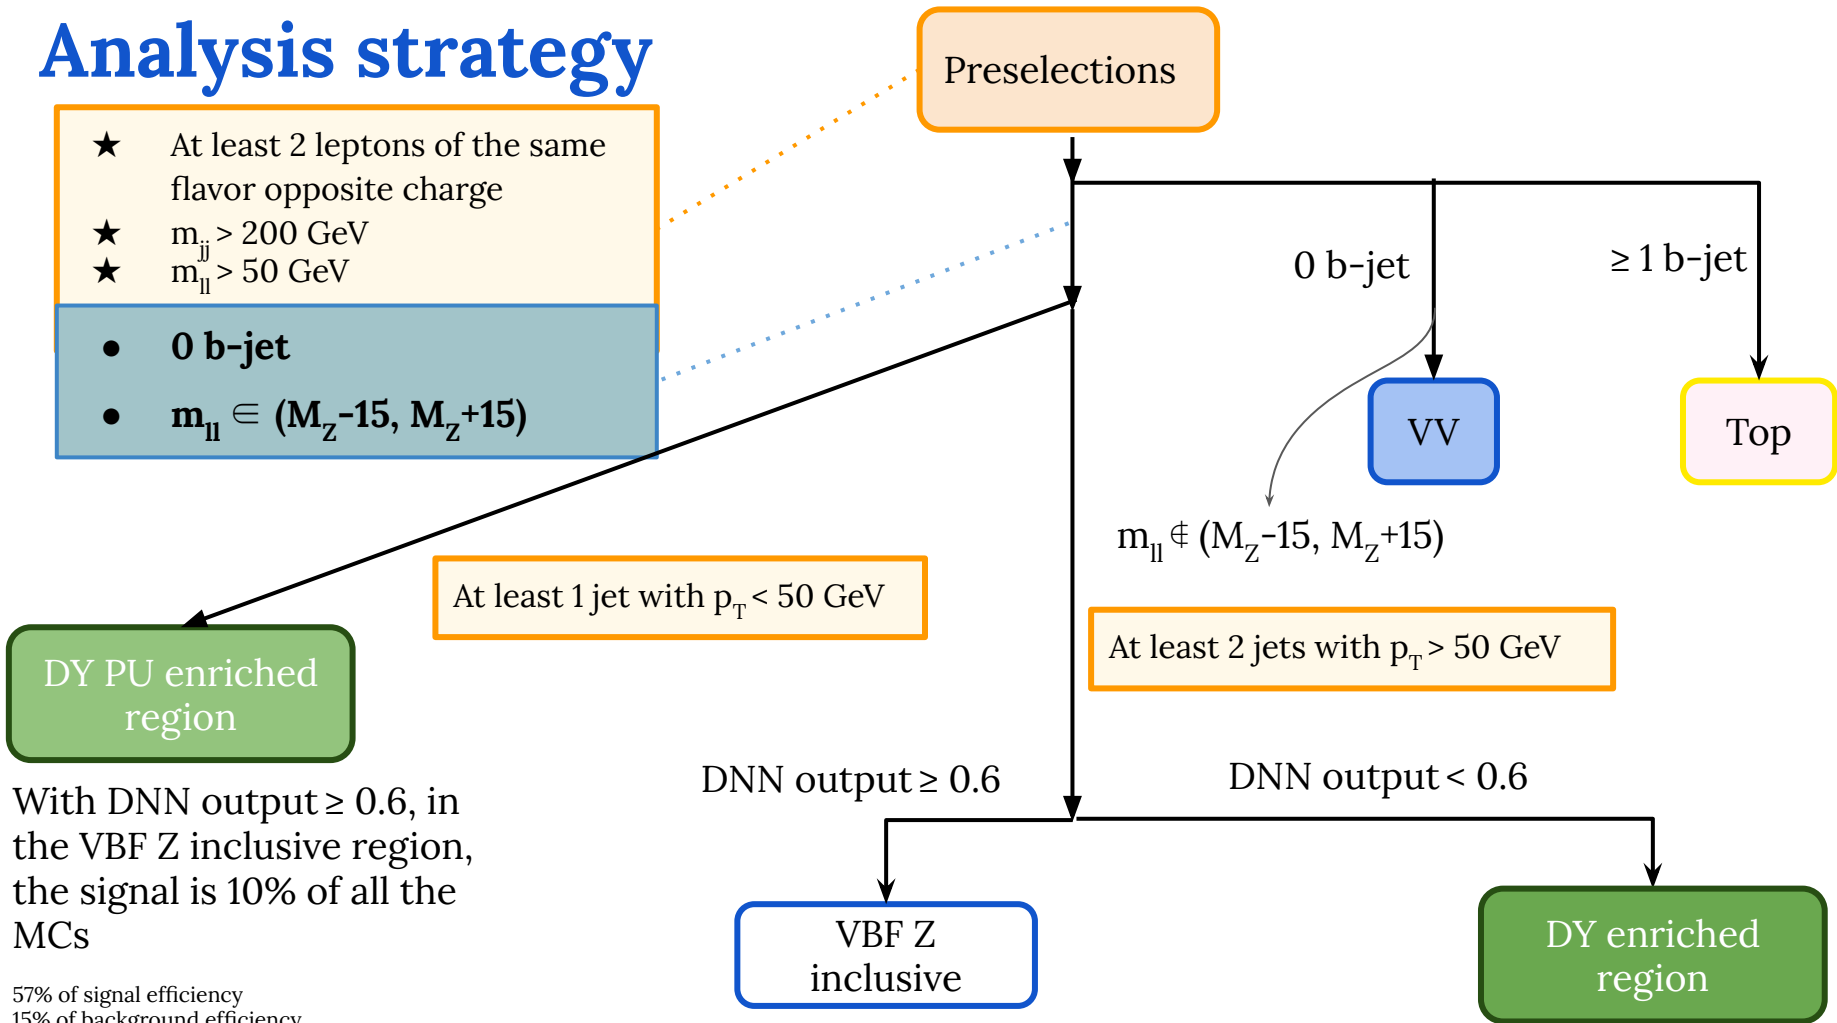 Analysis strategy
Preselections
★ At least 2 leptons of the same
flavor opposite charge
★ m_jj > 200 GeV
★ m_ll > 50 GeV
● 0 b-jet
● m_ll ∈ (M_Z-15, M_Z+15)
0 b-jet
≥ 1 b-jet
VV
Top
m_ll ∉ (M_Z-15, M_Z+15)
At least 1 jet with p_T < 50 GeV
At least 2 jets with p_T > 50 GeV
DY PU enriched
region
DNN output ≥ 0.6
DNN output < 0.6
With DNN output ≥ 0.6, in
the VBF Z inclusive region,
the signal is 10% of all the
MCs
VBF Z
inclusive
DY enriched
region
57% of signal efficiency
15% of background efficiency